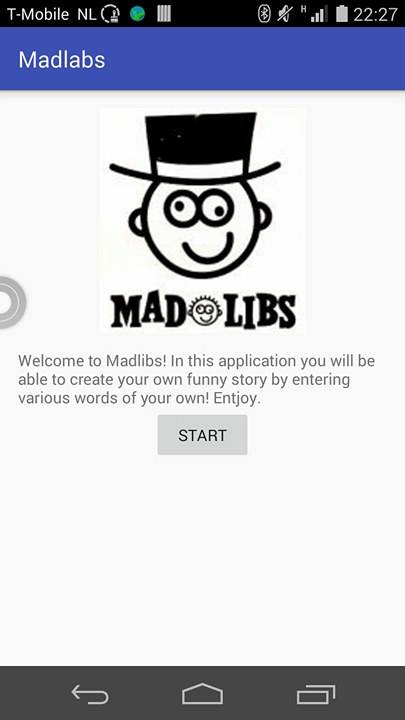 T-Mobile NL H 22:27
Madlabs
MAD LIBS
Welcome to Madlibs! In this application you will be
able to create your own funny story by entering
various words of your own! Entjoy.
START